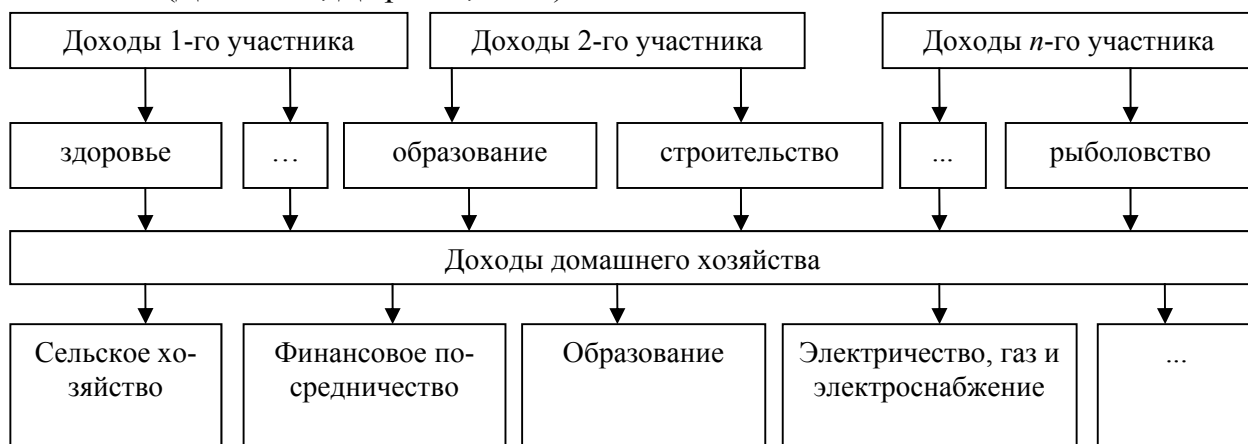 Доходы 1-го участника
Доходы 2-го участника
Доходы n-го участника
здоровье
…
образование
строительство
...
рыболовство
Доходы домашнего хозяйства
Сельское хо-
зяйство
Финансовое по-
средничество
Образование
Электричество, газ и
электроснабжение
...